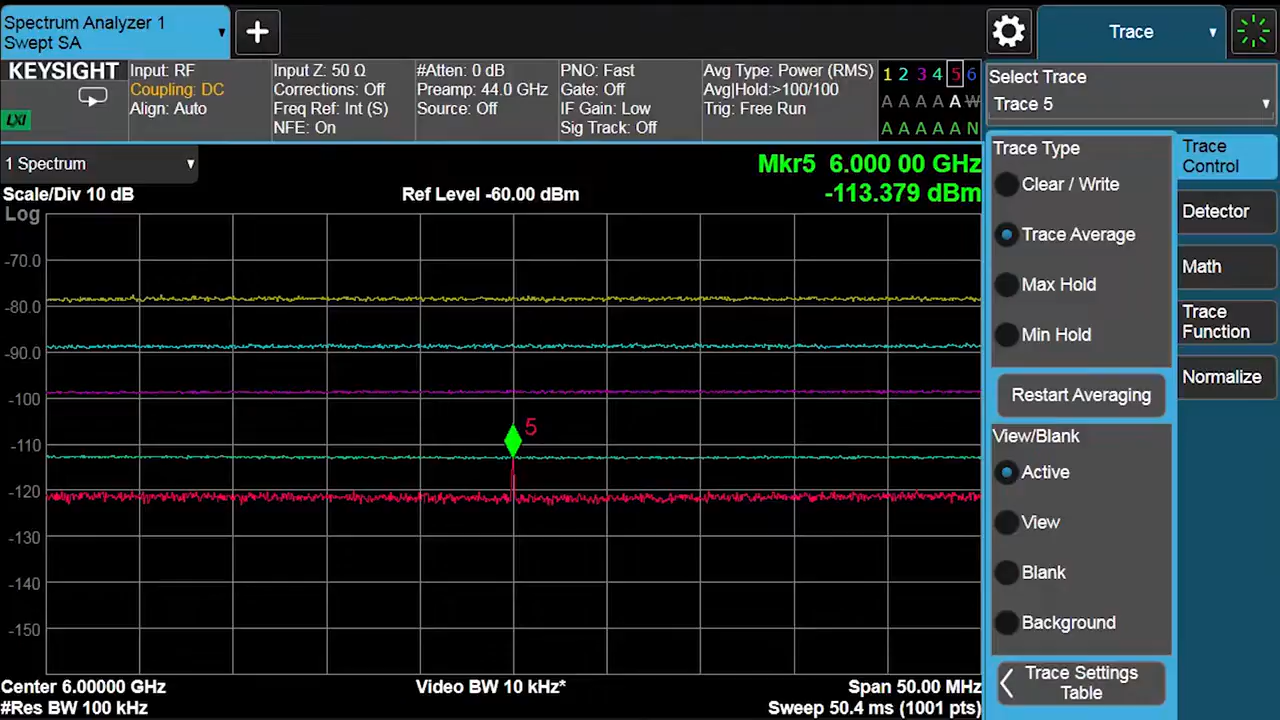 Spectrum Analyzer 1
Swept SA
+
Trace
KEYSIGHT
LXI
Input: RF
Coupling: DC
Align: Auto
Input Z: 50 Ω
Corrections: Off
Freq Ref: Int (S)
NFE: On
#Atten: 0 dB
Preamp: 44.0 GHz
Source: Off
PNO: Fast
Gate: Off
IF Gain: Low
Sig Track: Off
Avg Type: Power (RMS)
Avg|Hold:>100/100
Trig: Free Run
1 2 3 4 5 6
A A A A A W
A A A A A N
Select Trace
Trace 5
1 Spectrum
Scale/Div 10 dB
Log
Ref Level -60.00 dBm
Mkr5 6.000 00 GHz
-113.379 dBm
-70.0
-80.0
-90.0
-100
-110
-120
-130
-140
-150
5
Center 6.00000 GHz
#Res BW 100 kHz
Video BW 10 kHz*
Span 50.00 MHz
Sweep 50.4 ms (1001 pts)
Trace Type
Clear / Write
Trace Average
Max Hold
Min Hold
Restart Averaging
View/Blank
Active
View
Blank
Background
Trace Settings
Table
Trace
Control
Detector
Math
Trace
Function
Normalize